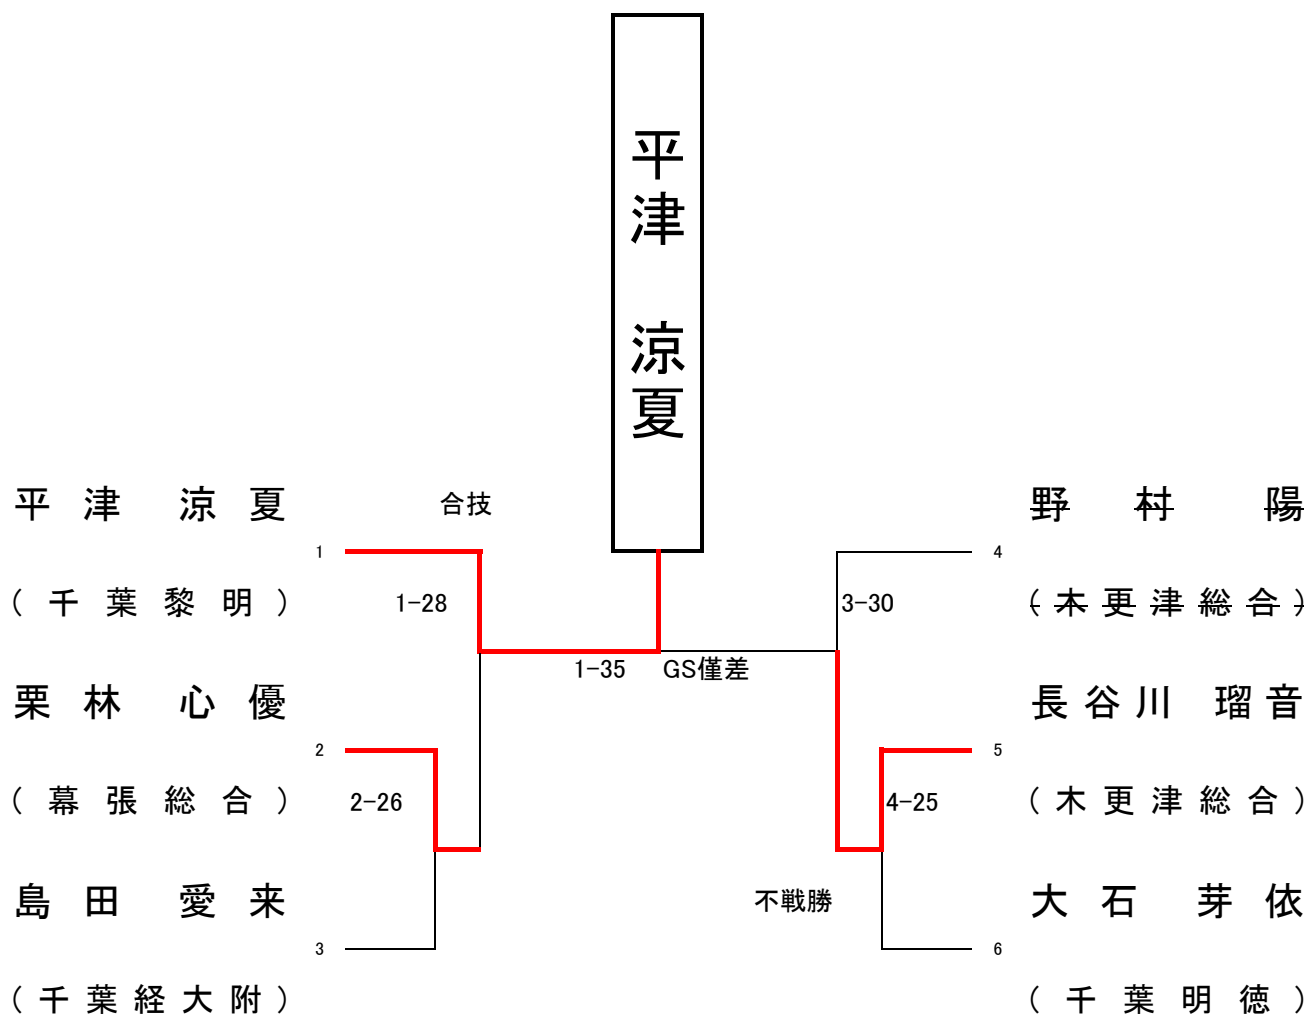 平津 涼夏
平津 涼夏
合技
1
(千葉黎明)
1-28
栗林 心優
2
(幕張総合)
2-26
島田 愛来
3
(千葉経大附)
1-35 GS僅差
野村 陽
4
(木更津総合)
3-30
長谷川 瑠音
5
(木更津総合)
4-25
不戦勝
大石 芽依
6
(千葉明徳)